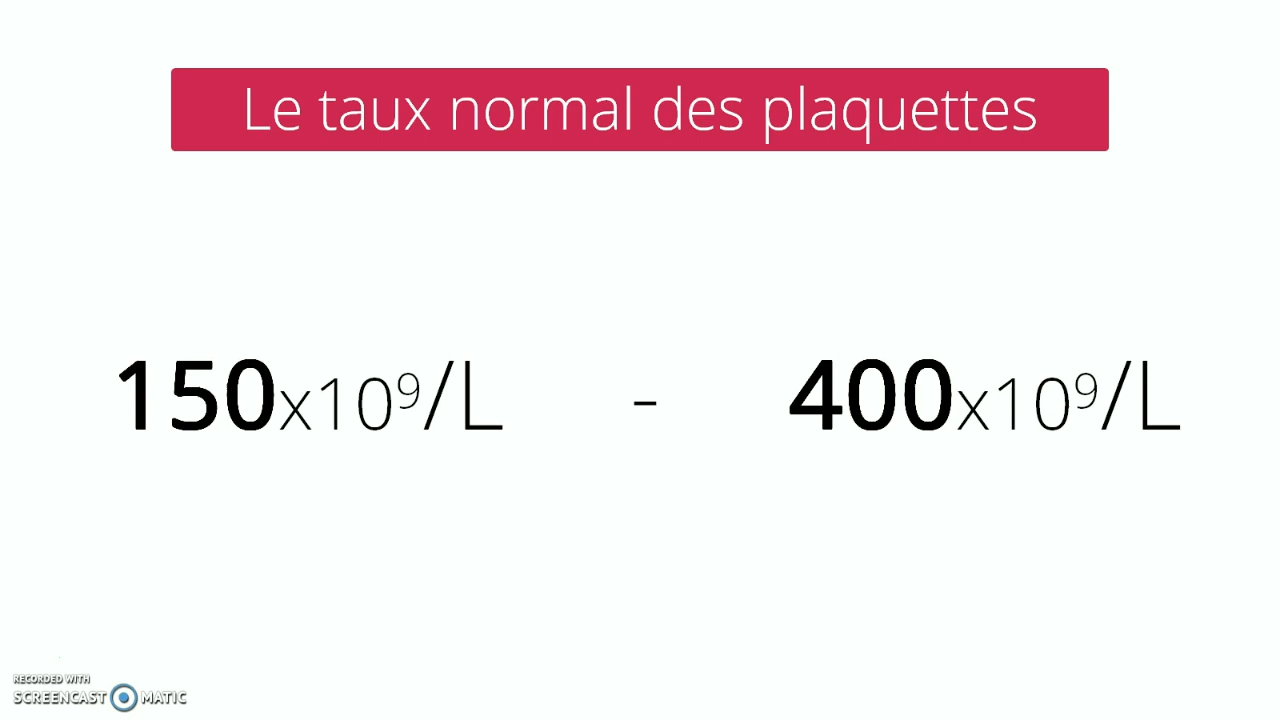 Le taux normal des plaquettes
150x10⁹/L - 400x10⁹/L
RECORDED WITH
SCREENCAST MATIC